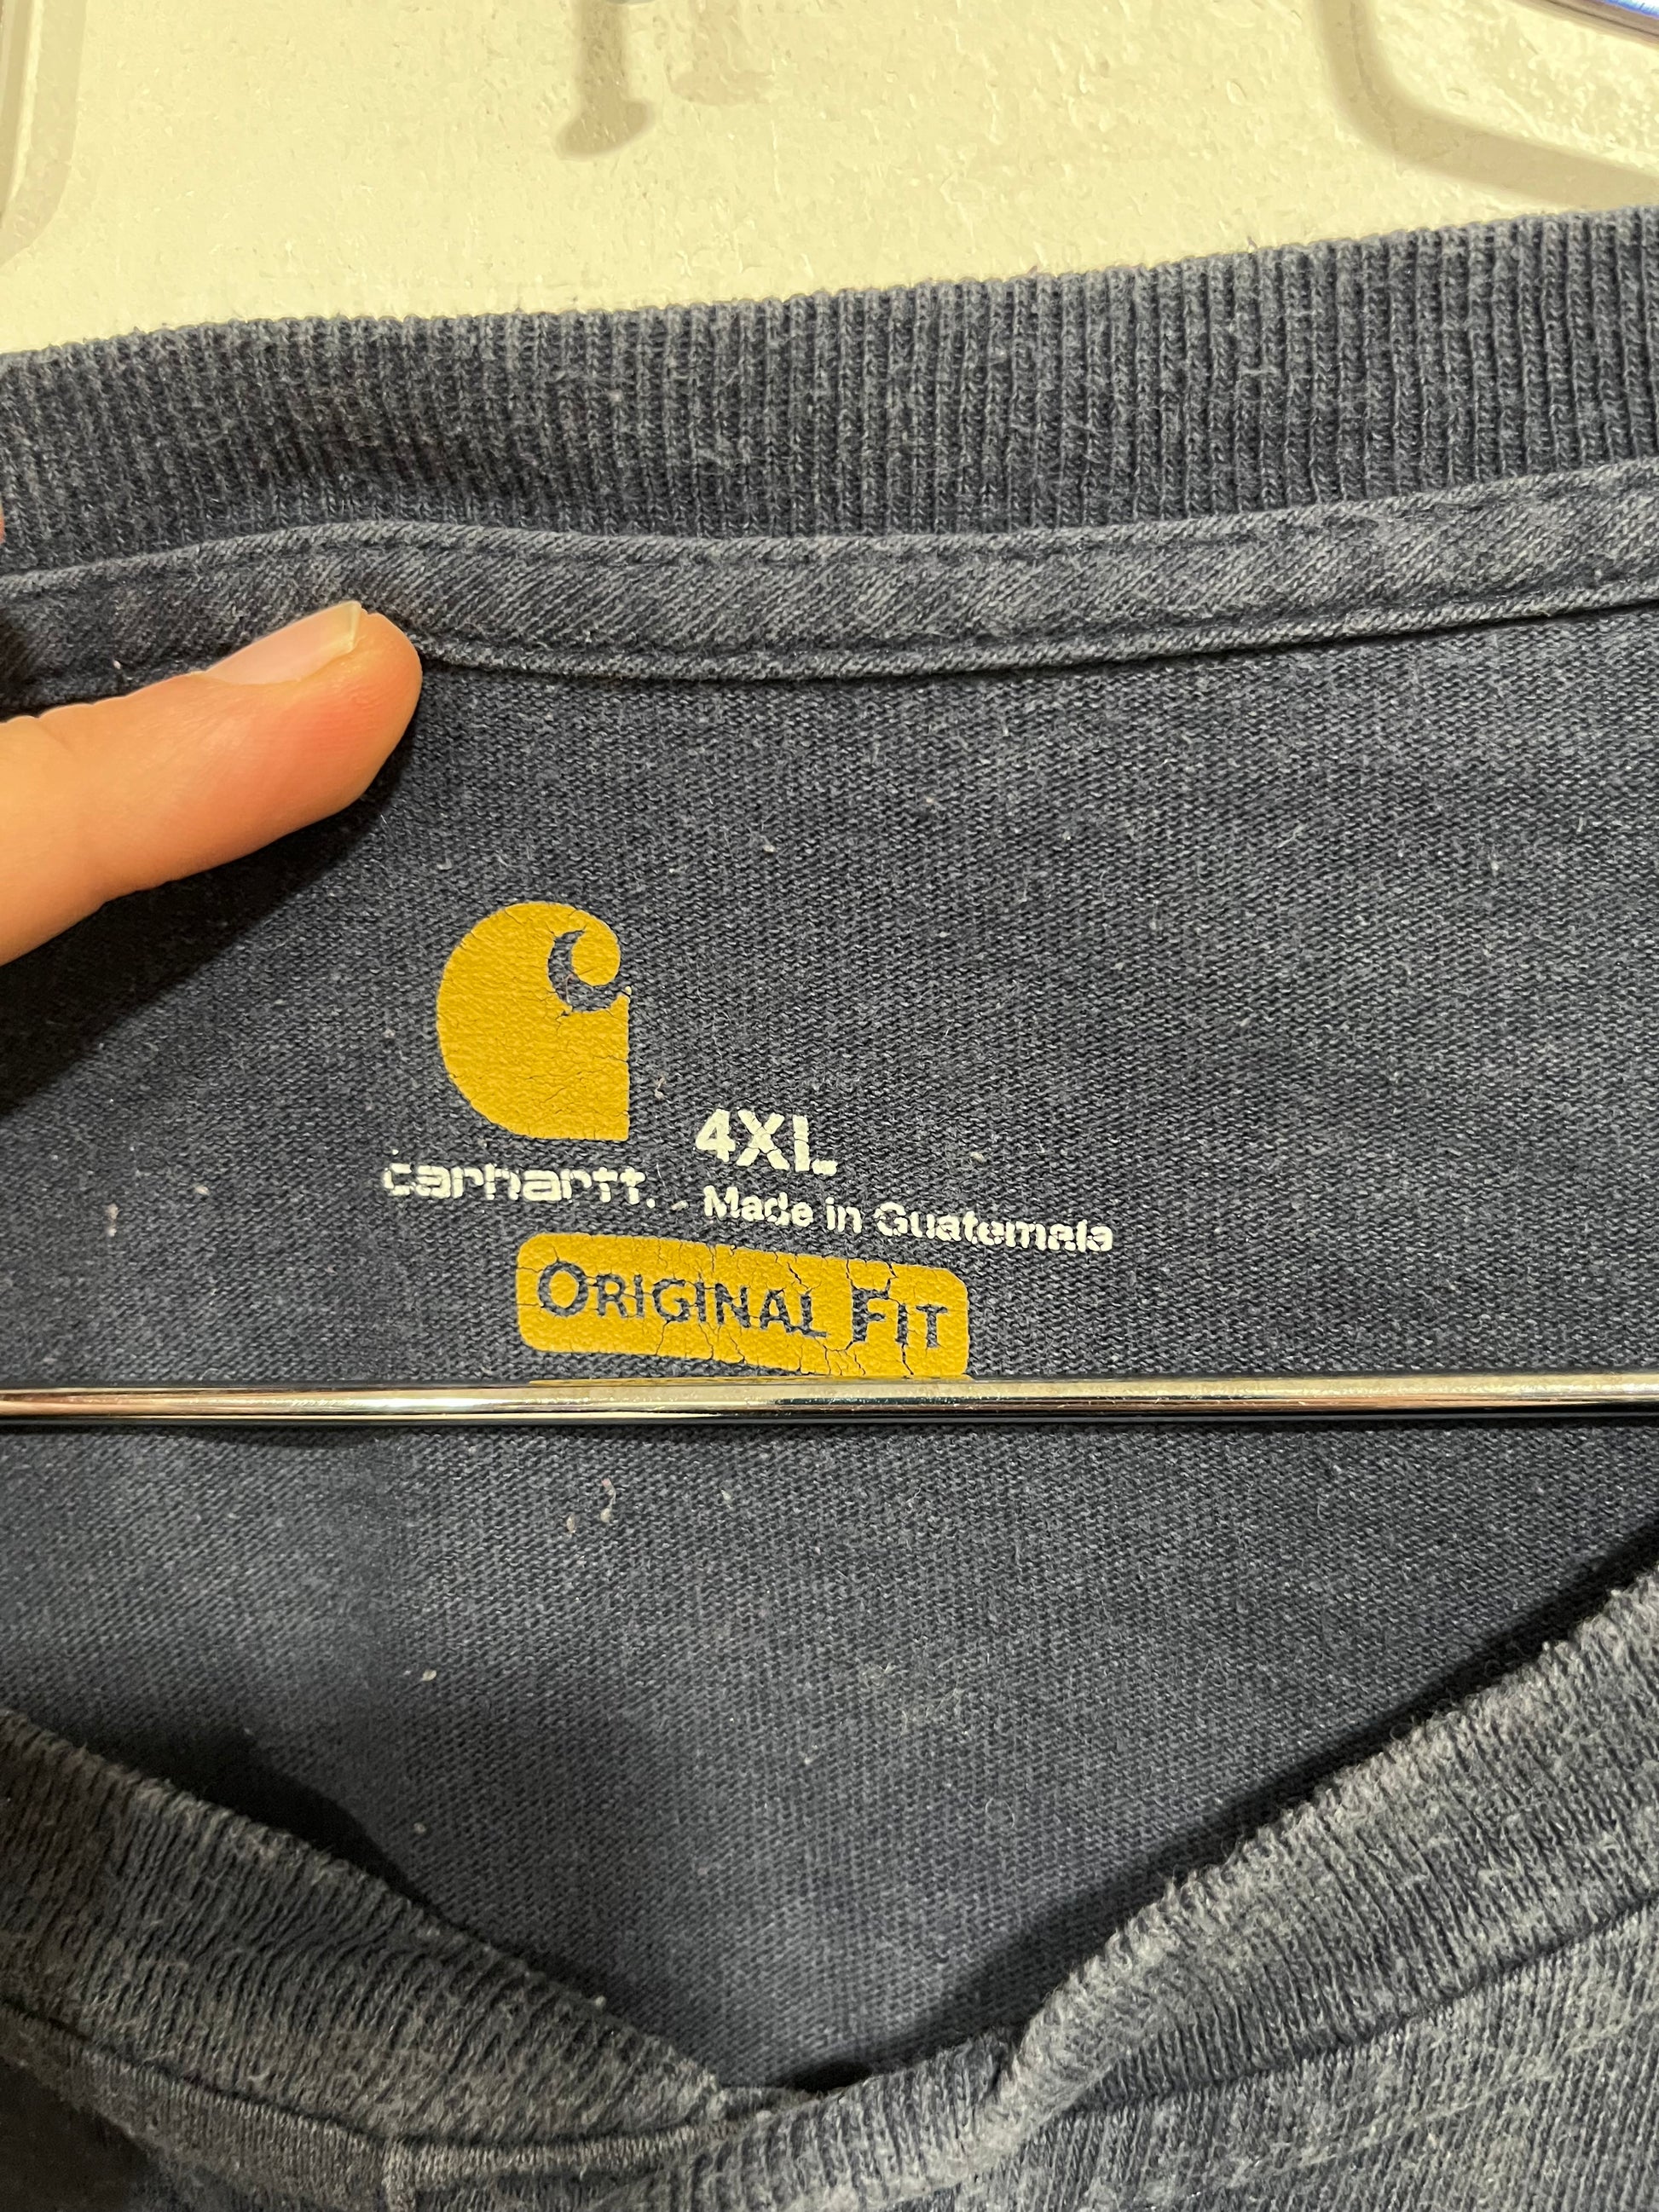 4XL
carhartt.
Made in Guatemala
ORIGINAL FIT